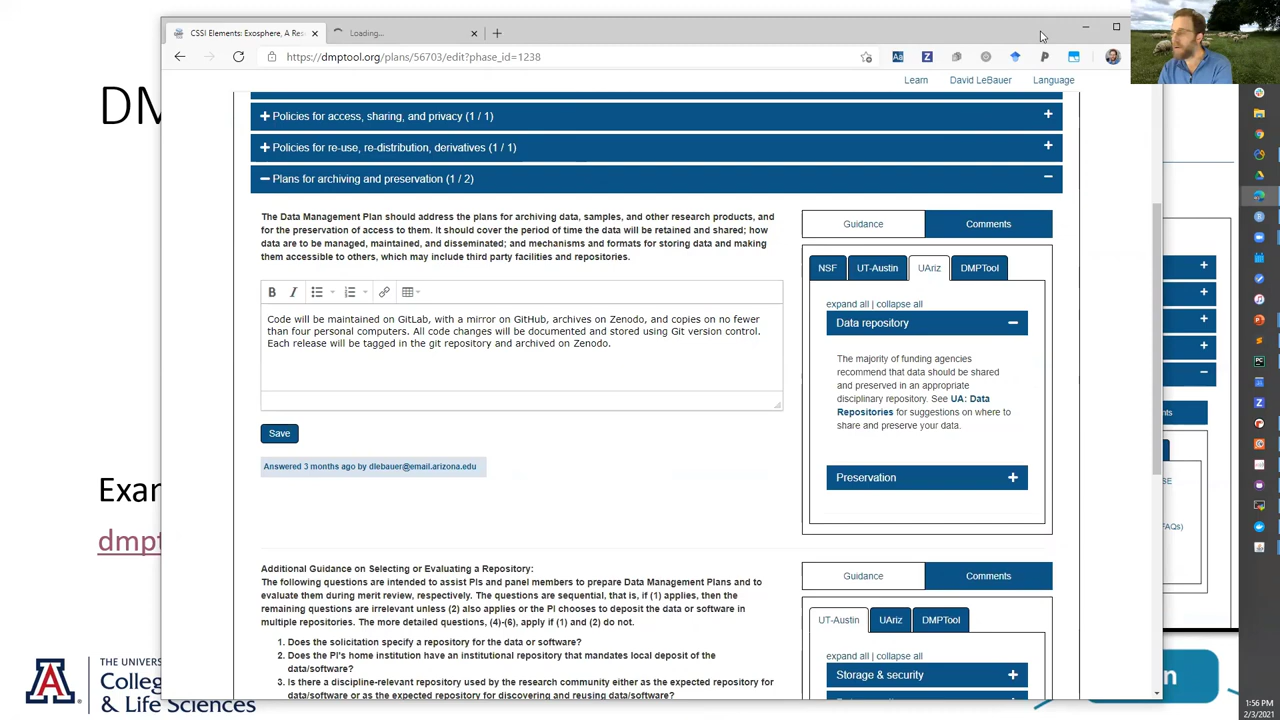 CSSI Elements: Exosphere, A Res
Loading...
https://dmptool.org/plans/56703/edit?phase_id=1238
Learn David LeBauer Language
DM
Policies for access, sharing, and privacy (1 / 1)
Policies for re-use, re-distribution, derivatives (1 / 1)
Plans for archiving and preservation (1 / 2)
The Data Management Plan should address the plans for archiving data, samples, and other research products, and
for the preservation of access to them. It should cover the period of time the data will be retained and shared; how
data are to be managed, maintained, and disseminated; and mechanisms and formats for storing data and making
them accessible to others, which may include third party facilities and repositories.
B I
Code will be maintained on GitLab, with a mirror on GitHub, archives on Zenodo, and copies on no fewer
than four personal computers. All code changes will be documented and stored using Git version control.
Each release will be tagged in the git repository and archived on Zenodo.
Save
Answered 3 months ago by dlebauer@email.arizona.edu
Guidance Comments
NSF UT-Austin UAriz DMPTool
expand all | collapse all
Data repository
The majority of funding agencies
recommend that data should be shared
and preserved in an appropriate
disciplinary repository. See UA: Data
Repositories for suggestions on where to
share and preserve your data.
Preservation
Exar
dmpt
Additional Guidance on Selecting or Evaluating a Repository:
The following questions are intended to assist PIs and panel members to prepare Data Management Plans and to
evaluate them during merit review, respectively. The questions are sequential, that is, if (1) applies, then the
remaining questions are irrelevant unless (2) also applies or the PI chooses to deposit the data or software in
multiple repositories. The more detailed questions, (4)-(6), apply if (1) and (2) do not.
1. Does the solicitation specify a repository for the data or software?
2. Does the PI's home institution have an institutional repository that mandates local deposit of the
data/software?
3. Is there a discipline-relevant repository used by the research community either as the expected repository for
data/software or as the expected repository for discovering and reusing data/software?
Guidance Comments
UT-Austin UAriz DMPTool
expand all | collapse all
Storage & security
nts
SE
FAQs)
A
THE UNIVERS
Colleg
& Life Sciences
n
1:56 PM
2/3/2021